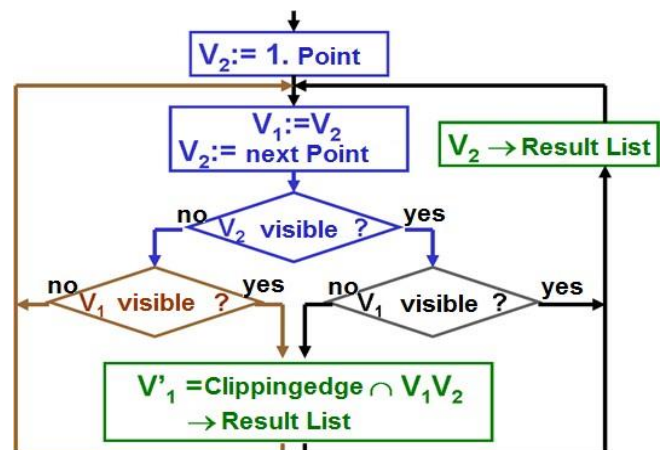 V₂:= 1. Point
V₁:=V₂
V₂:= next Point
V₂ → Result List
no
V₂ visible ?
yes
no
V₁ visible ?
yes
no
V₁ visible ?
yes
V'₁ =Clippingedge ∩ V₁V₂
→ Result List